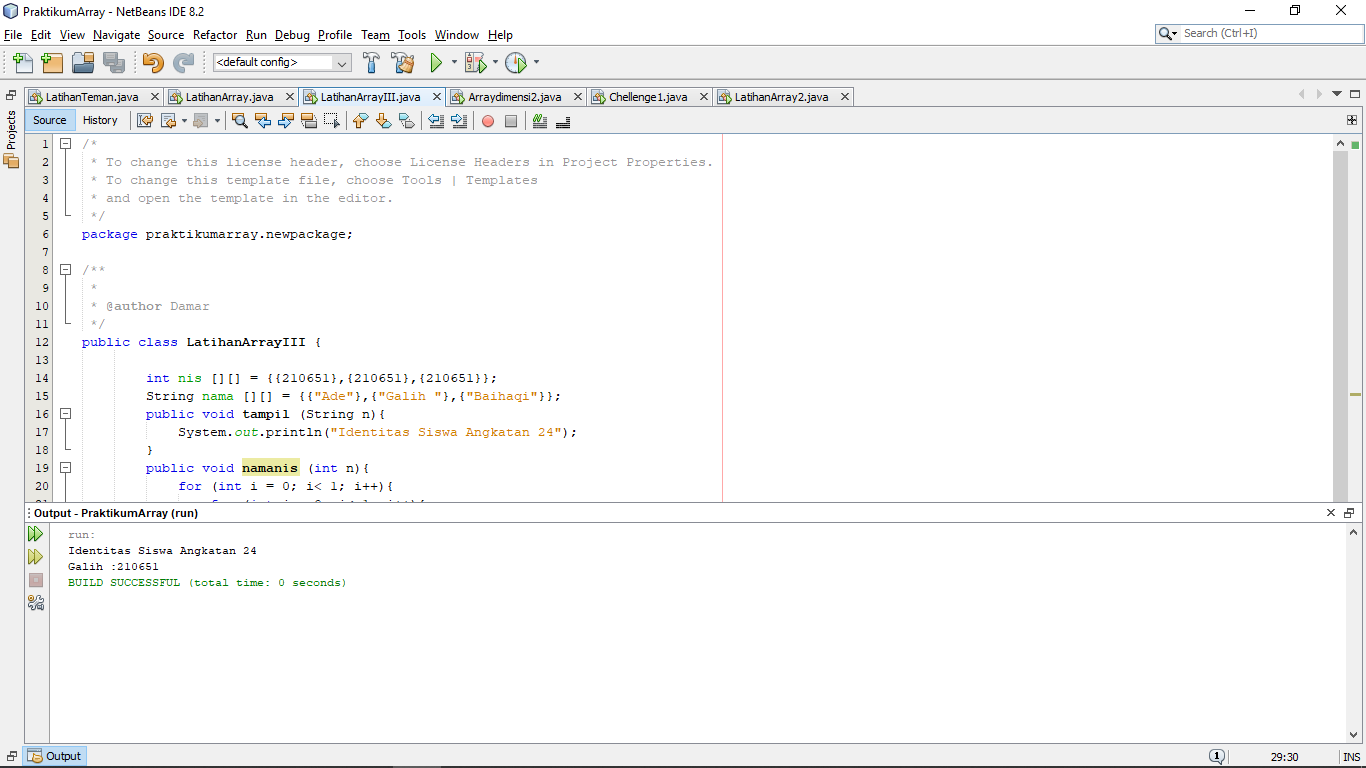 PraktikumArray - NetBeans IDE 8.2
File Edit View Navigate Source Refactor Run Debug Profile Team Tools Window Help
Search (Ctrl+I)
<default config>
LatihanTeman.java LatihanArray.java LatihanArrayIII.java Arraydimensi2.java Chellenge1.java LatihanArray2.java
Projects
Source History
1 /*
2 * To change this license header, choose License Headers in Project Properties.
3 * To change this template file, choose Tools | Templates
4 * and open the template in the editor.
5 */
6 package praktikumarray.newpackage;
7
8 /**
9 *
10 * @author Damar
11 */
12 public class LatihanArrayIII {
13
14 int nis [][] = {{210651},{210651},{210651}};
15 String nama [][] = {{"Ade"},{"Galih "},{"Baihaqi"}};
16 public void tampil (String n){
17 System.out.println("Identitas Siswa Angkatan 24");
18 }
19 public void namanis (int n){
20 for (int i = 0; i< 1; i++){
Output - PraktikumArray (run)
run:
Identitas Siswa Angkatan 24
Galih :210651
BUILD SUCCESSFUL (total time: 0 seconds)
Output
1
29:30
INS